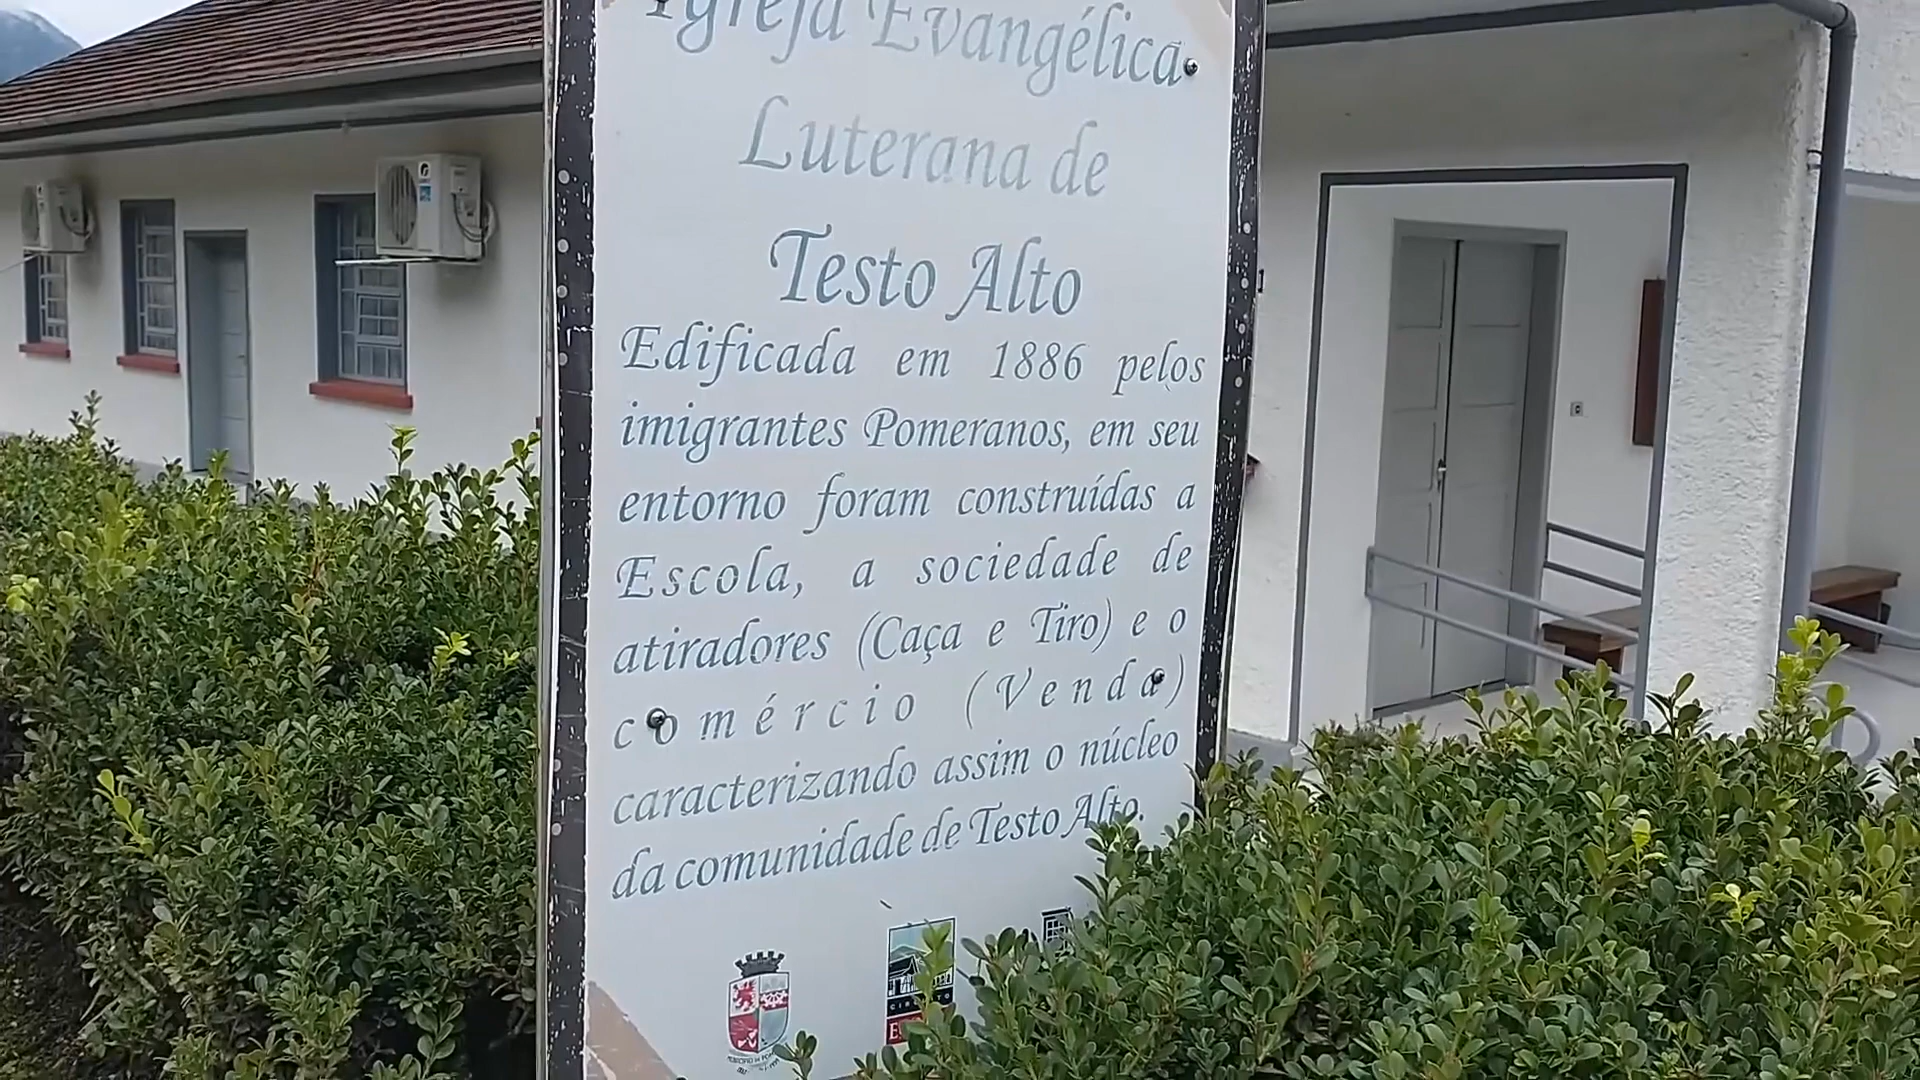 Igreja Evangélica
Luterana de
Testo Alto
Edificada em 1886 pelos
imigrantes Pomeranos, em seu
entorno foram construídas a
Escola, a sociedade de
atiradores (Caça e Tiro) e o
comércio (Venda)
caracterizando assim o núcleo
da comunidade de Testo Alto.